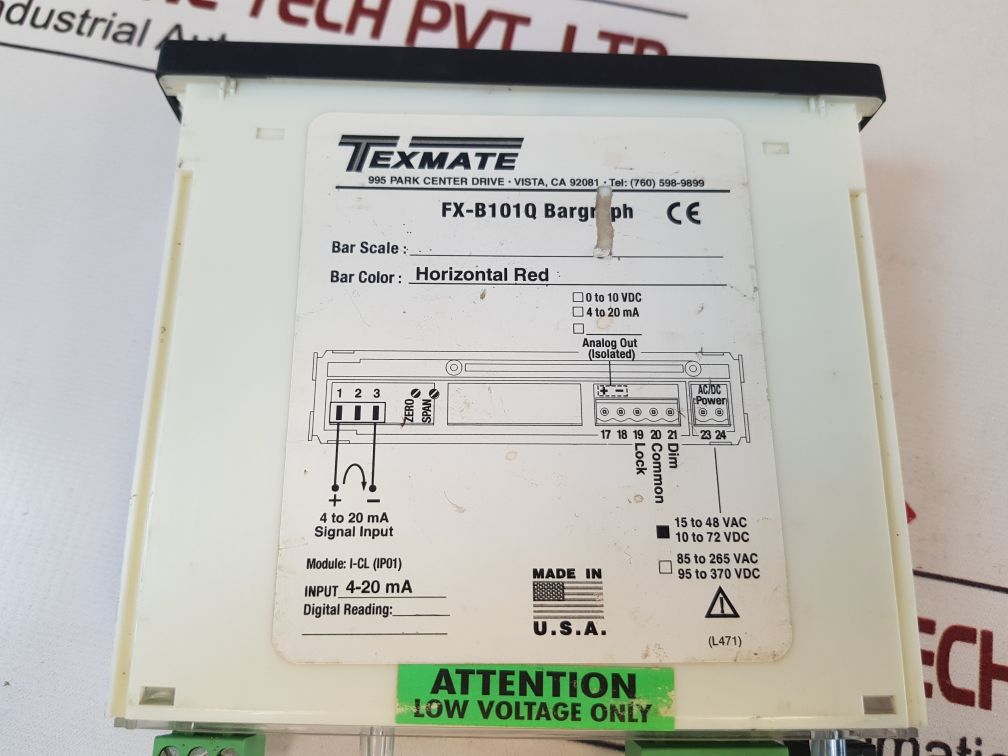 TECH PVT. LTD
dustrial
TEXMATE
995 PARK CENTER DRIVE · VISTA, CA 92081 · Tel: (760) 598-9899
FX-B101Q CE
Bar Scale :
Bar Color : Horizontal Red
0 to 10 VDC
4 to 20 mA
Analog Out
(Isolated)
+ -
AC/DC
Power
1 2 3
ZERO
SPAN
17 18 19 20 21 23 24
Lock
Common
Dim
+ -
4 to 20 mA
Signal Input
15 to 48 VAC
10 to 72 VDC
85 to 265 VAC
95 to 370 VDC
Module: I-CL (IP01)
INPUT 4-20 mA
Digital Reading:
MADE IN
U.S.A.
(L471)
ATTENTION
LOW VOLTAGE ONLY
TECH